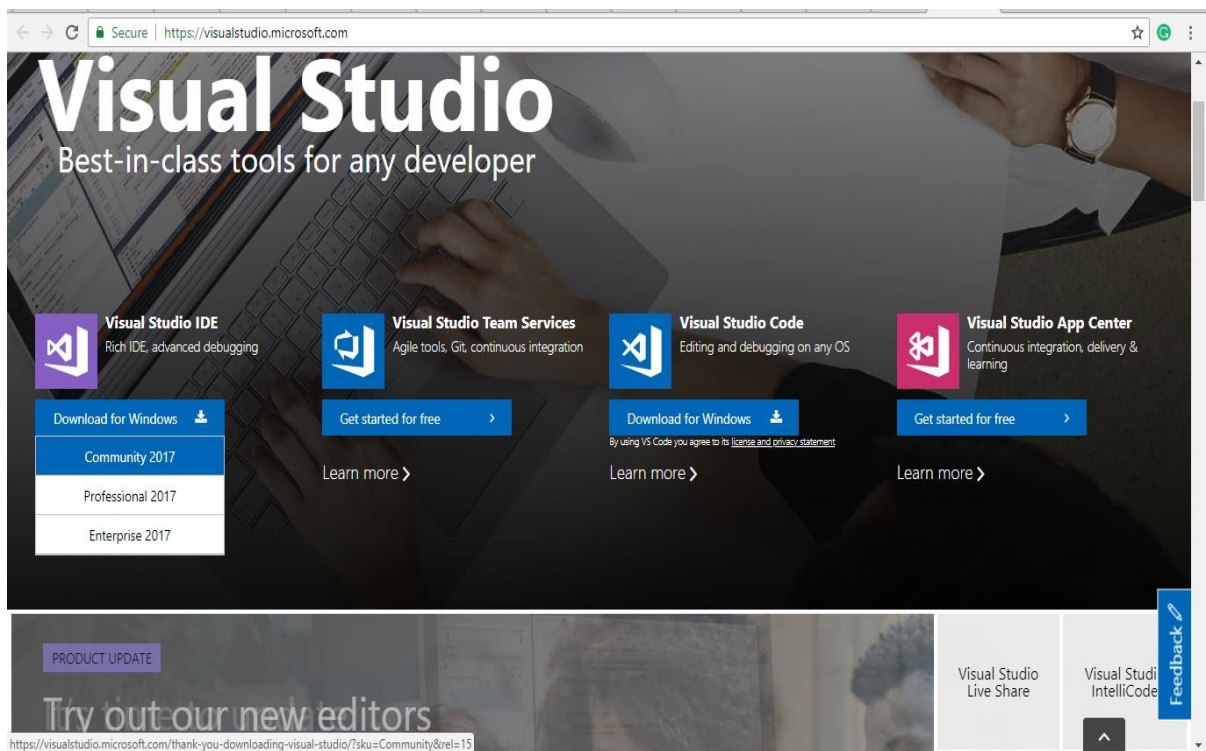 Secure | https://visualstudio.microsoft.com
Visual Studio
Best-in-class tools for any developer
Visual Studio IDE
Rich IDE, advanced debugging
Download for Windows
Community 2017
Professional 2017
Enterprise 2017
Visual Studio Team Services
Agile tools, Git, continuous integration
Get started for free
Learn more
Visual Studio Code
Editing and debugging on any OS
Download for Windows
By using VS Code you agree to its license and privacy statement
Learn more
Visual Studio App Center
Continuous integration, delivery &
learning
Get started for free
Learn more
Feedback
PRODUCT UPDATE
Try out our new editors
Visual Studio
Live Share
Visual Studi
IntelliCode
https://visualstudio.microsoft.com/thank-you-downloading-visual-studio/?sku=Community&rel=15